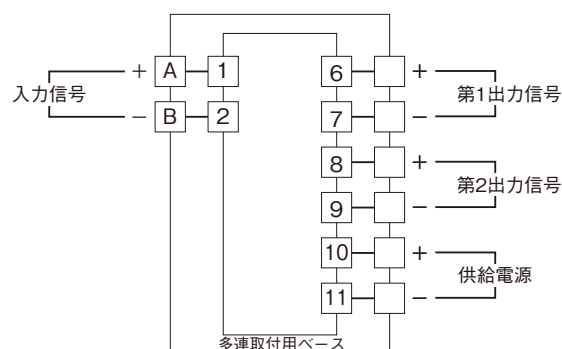 + A 1 6 +
入力信号 第1出力信号
− B 2 7 −
8 +
第2出力信号
9 −
10 +
供給電源
11 −
多連取付用ベース